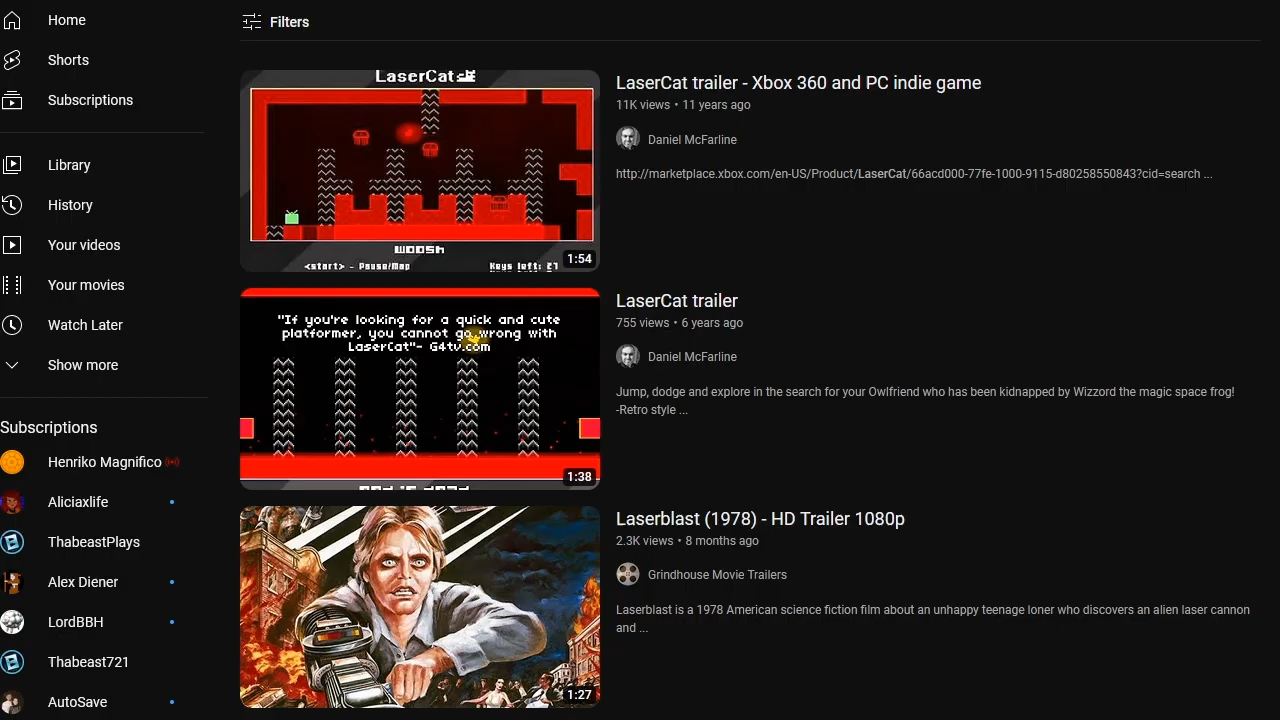 Home
Shorts
Subscriptions
Library
History
Your videos
Your movies
Watch Later
Show more
Subscriptions
Henriko Magnifico
Aliciaxlife
ThabeastPlays
Alex Diener
LordBBH
Thabeast721
AutoSave
Filters
LaserCat
WOOSH
<start> - Pause/Map
Keys left: 21
1:54
LaserCat trailer - Xbox 360 and PC indie game
11K views • 11 years ago
Daniel McFarline
http://marketplace.xbox.com/en-US/Product/LaserCat/66acd000-77fe-1000-9115-d80258550843?cid=search ...
"If you're looking for a quick and cute
platformer, you cannot go wrong with
LaserCat"- G4tv.com
1:38
LaserCat trailer
755 views • 6 years ago
Daniel McFarline
Jump, dodge and explore in the search for your Owlfriend who has been kidnapped by Wizzord the magic space frog!
-Retro style ...
1:27
Laserblast (1978) - HD Trailer 1080p
2.3K views • 8 months ago
Grindhouse Movie Trailers
Laserblast is a 1978 American science fiction film about an unhappy teenage loner who discovers an alien laser cannon
and ...